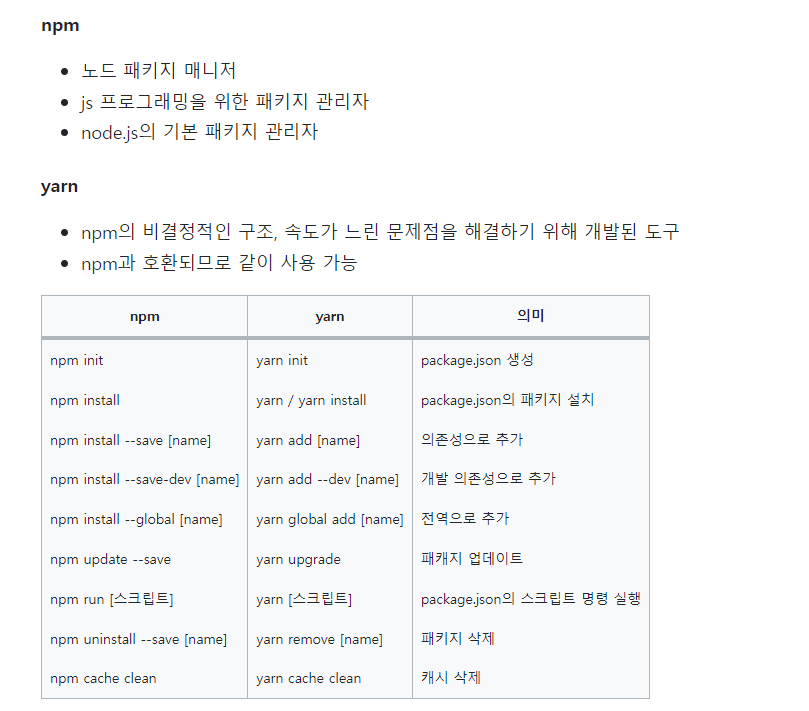 npm
노드 패키지 매니저
js 프로그래밍을 위한 패키지 관리자
node.js의 기본 패키지 관리자
yarn
npm의 비결정적인 구조, 속도가 느린 문제점을 해결하기 위해 개발된 도구
npm과 호환되므로 같이 사용 가능
npm yarn 의미
npm init yarn init package.json 생성
npm install yarn / yarn install package.json의 패키지 설치
npm install --save [name] yarn add [name] 의존성으로 추가
npm install --save-dev [name] yarn add --dev [name] 개발 의존성으로 추가
npm install --global [name] yarn global add [name] 전역으로 추가
npm update --save yarn upgrade 패캐지 업데이트
npm run [스크립트] yarn [스크립트] package.json의 스크립트 명령 실행
npm uninstall --save [name] yarn remove [name] 패키지 삭제
npm cache clean yarn cache clean 캐시 삭제